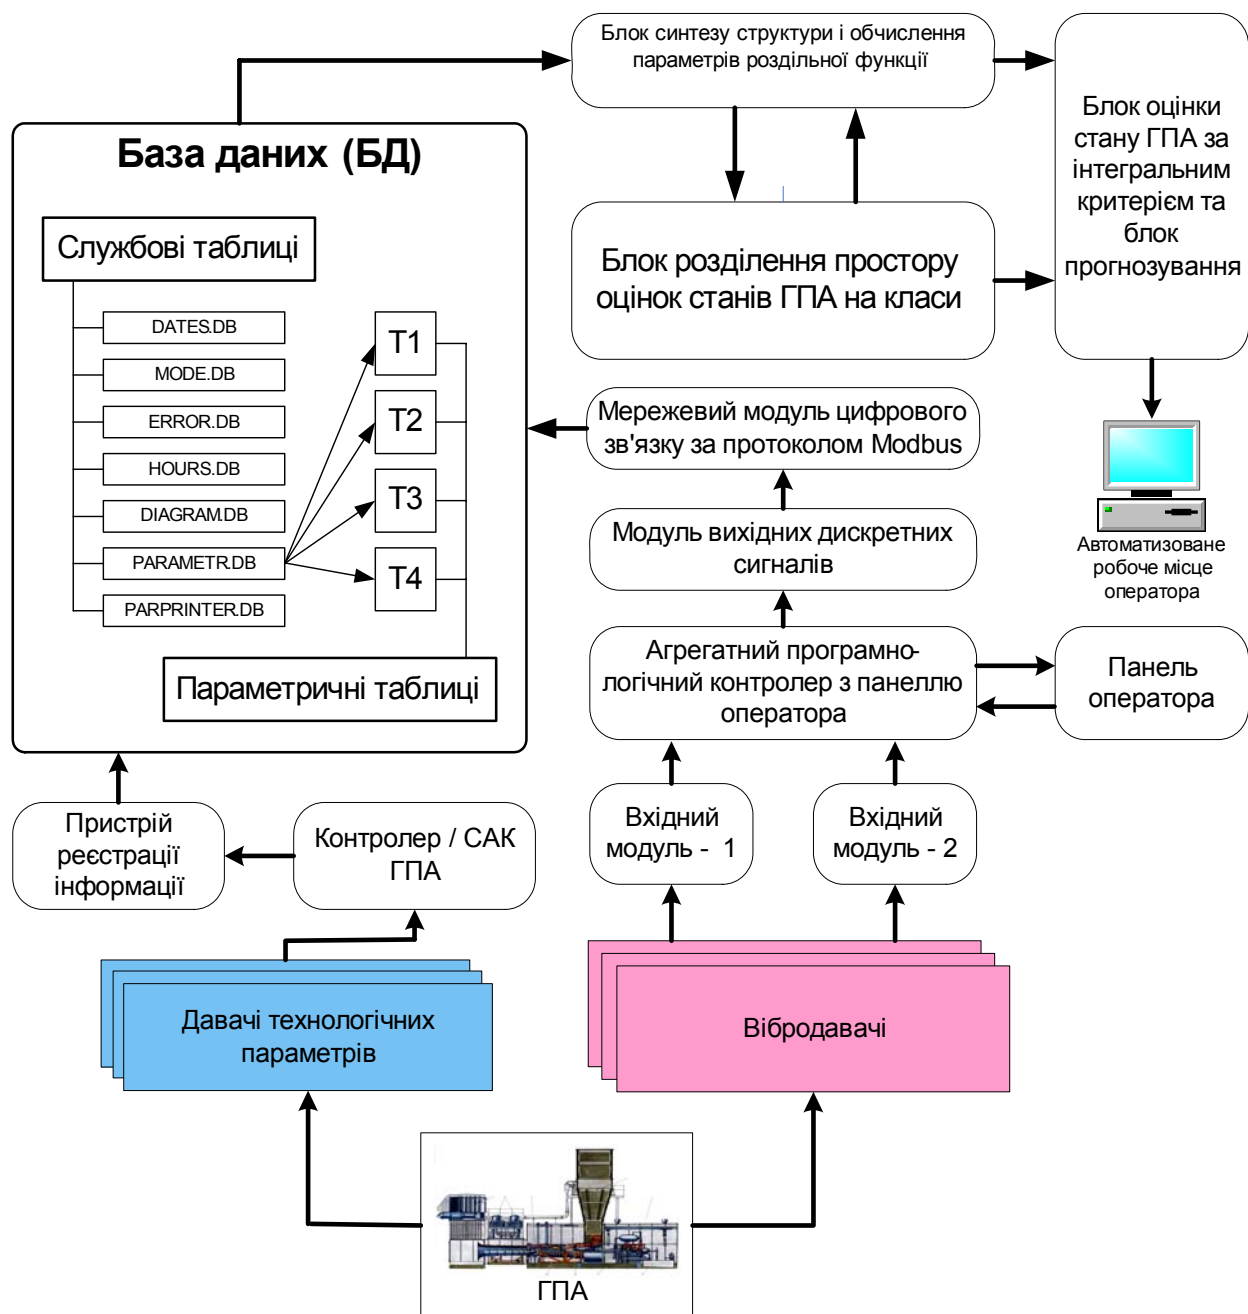 Блок синтезу структури і обчислення
параметрів роздільної функції
Блок оцінки
стану ГПА за
інтегральним
критерієм та
блок
прогнозування
База даних (БД)
Службові таблиці
DATES.DB
MODE.DB
ERROR.DB
HOURS.DB
DIAGRAM.DB
PARAMETR.DB
PARPRINTER.DB
T1
T2
T3
T4
Параметричні таблиці
Блок розділення простору
оцінок станів ГПА на класи
Мережевий модуль цифрового
зв'язку за протоколом Modbus
Модуль вихідних дискретних
сигналів
Автоматизоване
робоче місце
оператора
Агрегатний програмно-
логічний контролер з панеллю
оператора
Панель
оператора
Пристрій
реєстрації
інформації
Контролер / САК
ГПА
Вхідний
модуль - 1
Вхідний
модуль - 2
Давачі технологічних
параметрів
Вібродавачі
ГПА